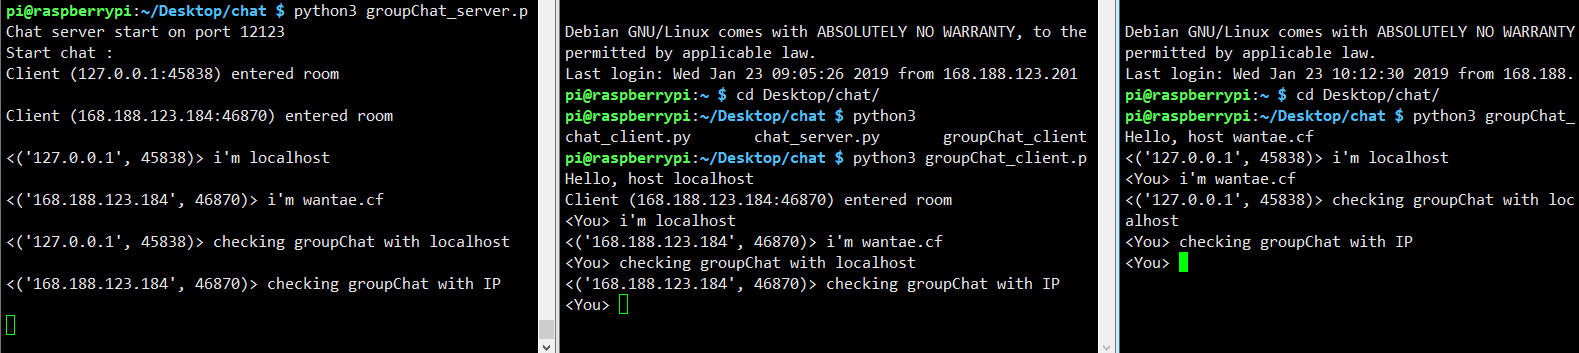 pi@raspberrypi:~/Desktop/chat $ python3 groupChat_server.p
Chat server start on port 12123
Start chat :
Client (127.0.0.1:45838) entered room
Client (168.188.123.184:46870) entered room
<('127.0.0.1', 45838)> i'm localhost
<('168.188.123.184', 46870)> i'm wantae.cf
<('127.0.0.1', 45838)> checking groupChat with localhost
<('168.188.123.184', 46870)> checking groupChat with IP
Debian GNU/Linux comes with ABSOLUTELY NO WARRANTY, to the
permitted by applicable law.
Last login: Wed Jan 23 09:05:26 2019 from 168.188.123.201
pi@raspberrypi:~ $ cd Desktop/chat/
pi@raspberrypi:~/Desktop/chat $ python3
chat_client.py       chat_server.py       groupChat_client
pi@raspberrypi:~/Desktop/chat $ python3 groupChat_client.p
Hello, host localhost
Client (168.188.123.184:46870) entered room
<You> i'm localhost
<('168.188.123.184', 46870)> i'm wantae.cf
<You> checking groupChat with localhost
<('168.188.123.184', 46870)> checking groupChat with IP
<You>
Debian GNU/Linux comes with ABSOLUTELY NO WARRANTY
permitted by applicable law.
Last login: Wed Jan 23 10:12:30 2019 from 168.188.
pi@raspberrypi:~ $ cd Desktop/chat/
pi@raspberrypi:~/Desktop/chat $ python3 groupChat_
Hello, host wantae.cf
<('127.0.0.1', 45838)> i'm localhost
<You> i'm wantae.cf
<('127.0.0.1', 45838)> checking groupChat with loc
alhost
<You> checking groupChat with IP
<You>